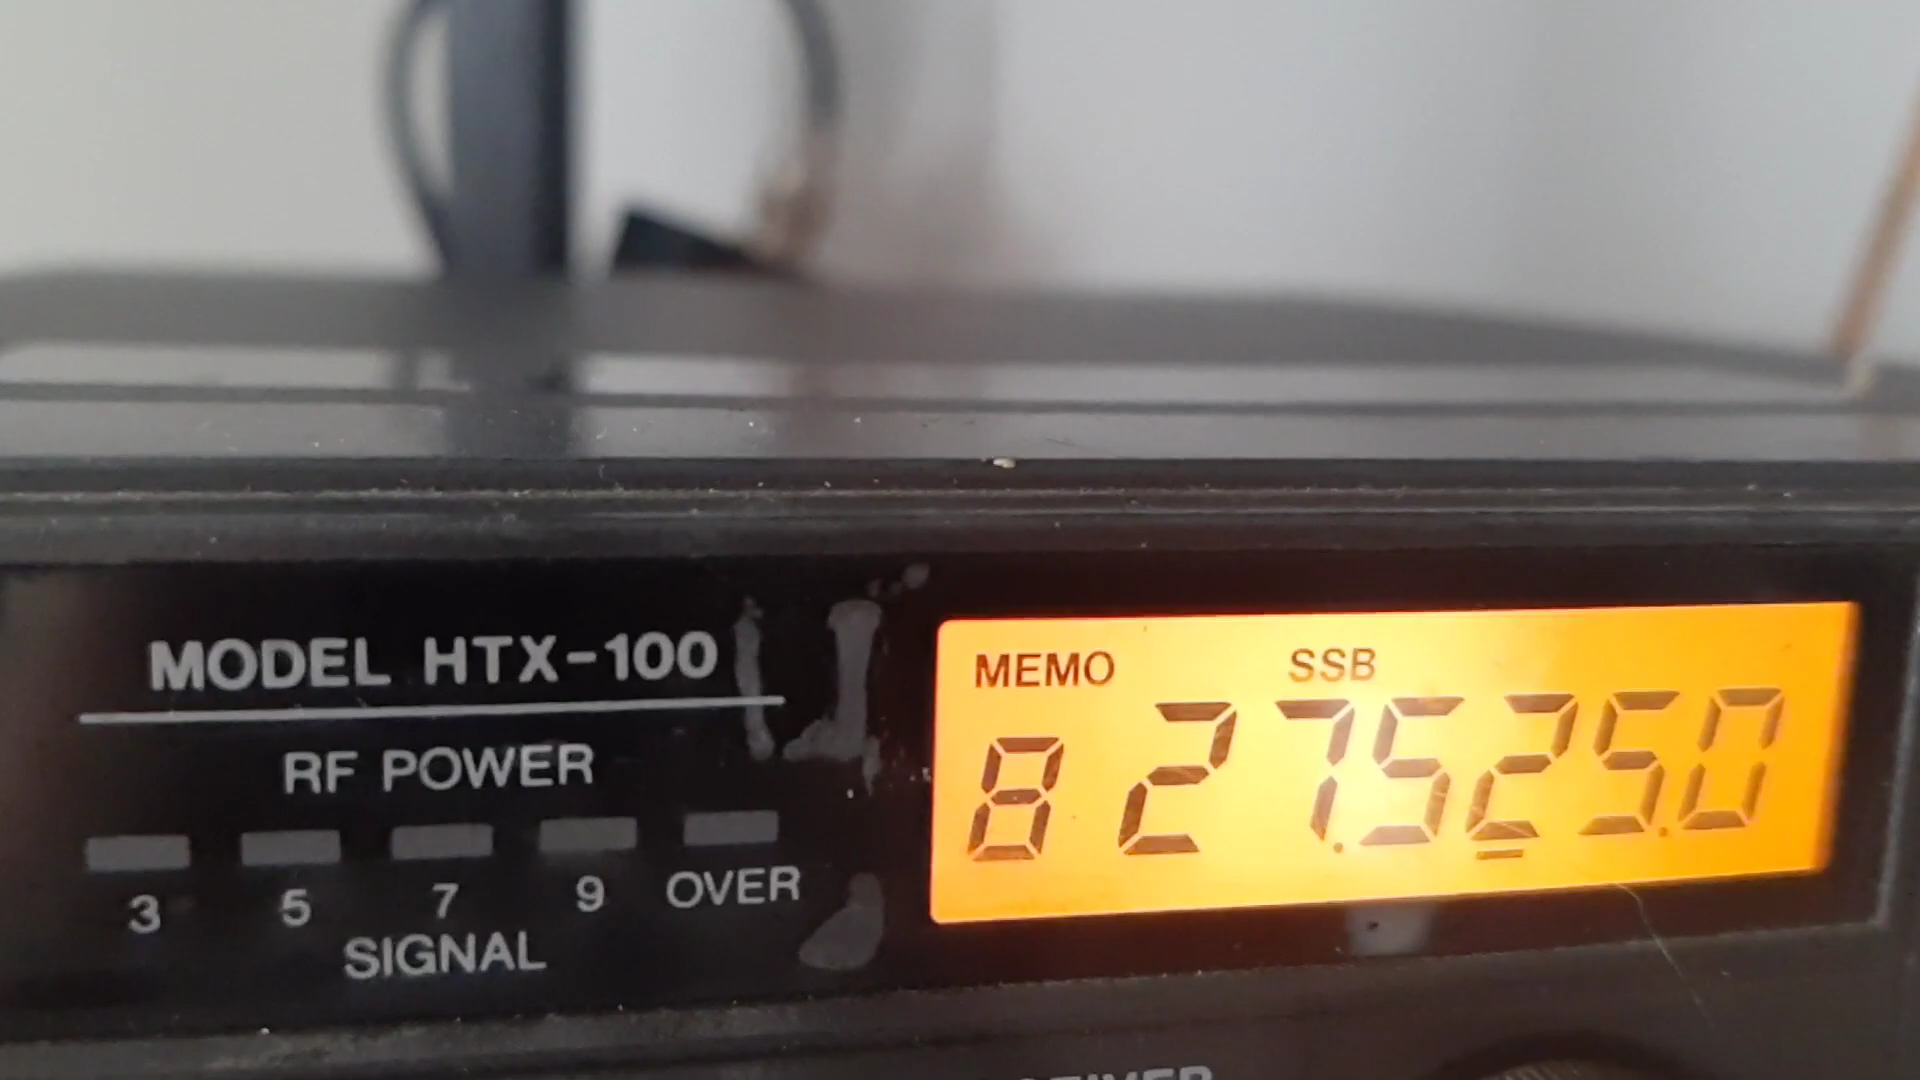 MODEL HTX-100
RF POWER
3 5 7 9 OVER
SIGNAL
MEMO SSB
8 27.525.0